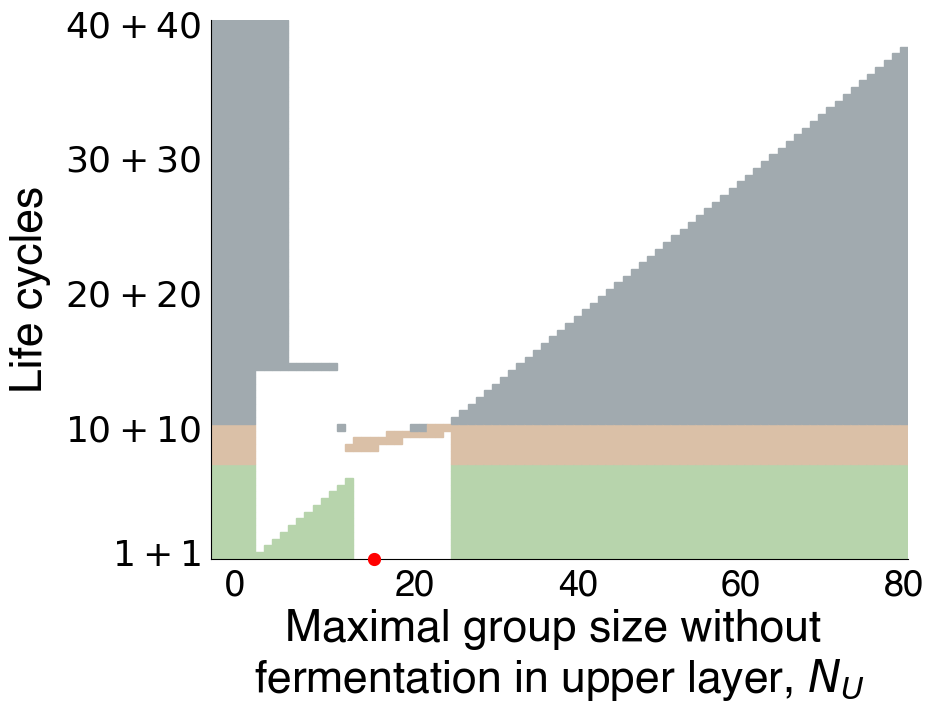 40 + 40
30 + 30
20 + 20
10 + 10
1 + 1
Life cycles
0 20 40 60 80
Maximal group size without
fermentation in upper layer, N_U